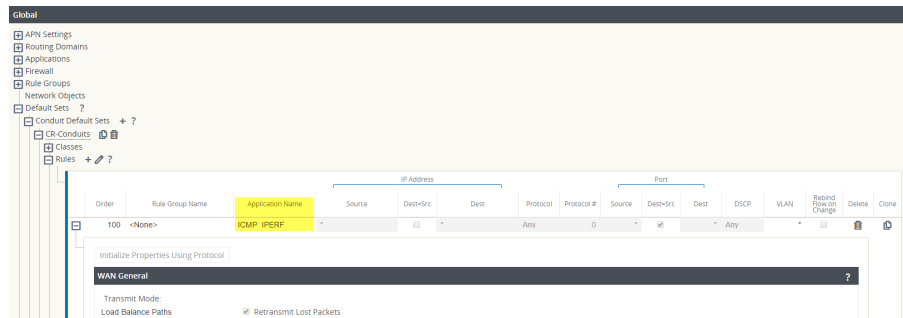 Global
APN Settings
Routing Domains
Applications
Firewall
Rule Groups
Network Objects
Default Sets ?
Conduit Default Sets + ?
CR-Conduits
Classes
Rules + ?
IP Address Port
Order Rule Group Name Application Name Source Dest=Src Dest Protocol Protocol # Source Dest=Src Dest DSCP VLAN Rebind Flow on Change Delete Clone
100 <None> ICMP_IPERF * * Any 0 * * Any *
Initialize Properties Using Protocol
WAN General ?
Transmit Mode:
Load Balance Paths Retransmit Lost Packets